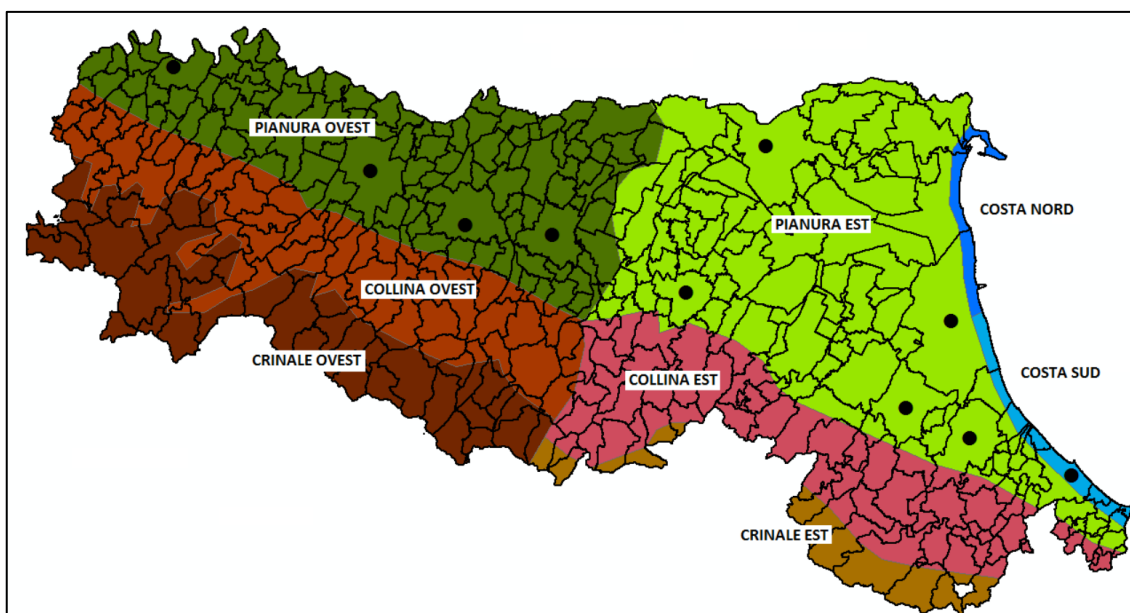 PIANURA OVEST
COSTA NORD
PIANURA EST
COLLINA OVEST
CRINALE OVEST
COSTA SUD
COLLINA EST
CRINALE EST